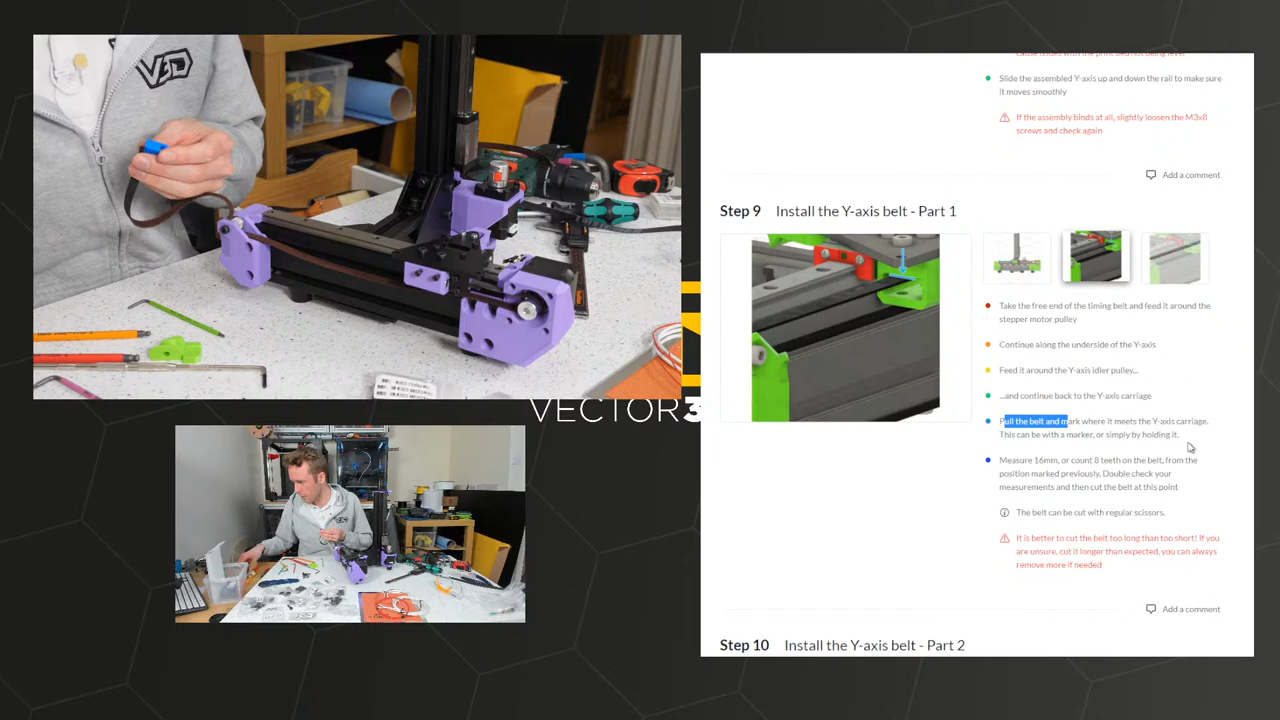 V3D
cause issues with the print bed not being level.
Slide the assembled Y-axis up and down the rail to make sure
it moves smoothly
If the assembly binds at all, slightly loosen the M3x8
screws and check again
Add a comment
Step 9 Install the Y-axis belt - Part 1
Take the free end of the timing belt and feed it around the
stepper motor pulley
Continue along the underside of the Y-axis
Feed it around the Y-axis idler pulley...
...and continue back to the Y-axis carriage
Pull the belt and mark where it meets the Y-axis carriage.
This can be with a marker, or simply by holding it.
Measure 16mm, or count 8 teeth on the belt, from the
position marked previously. Double check your
measurements and then cut the belt at this point
The belt can be cut with regular scissors.
It is better to cut the belt too long than too short! If you
are unsure, cut it longer than expected, you can always
remove more if needed
Add a comment
Step 10 Install the Y-axis belt - Part 2
VECTOR3